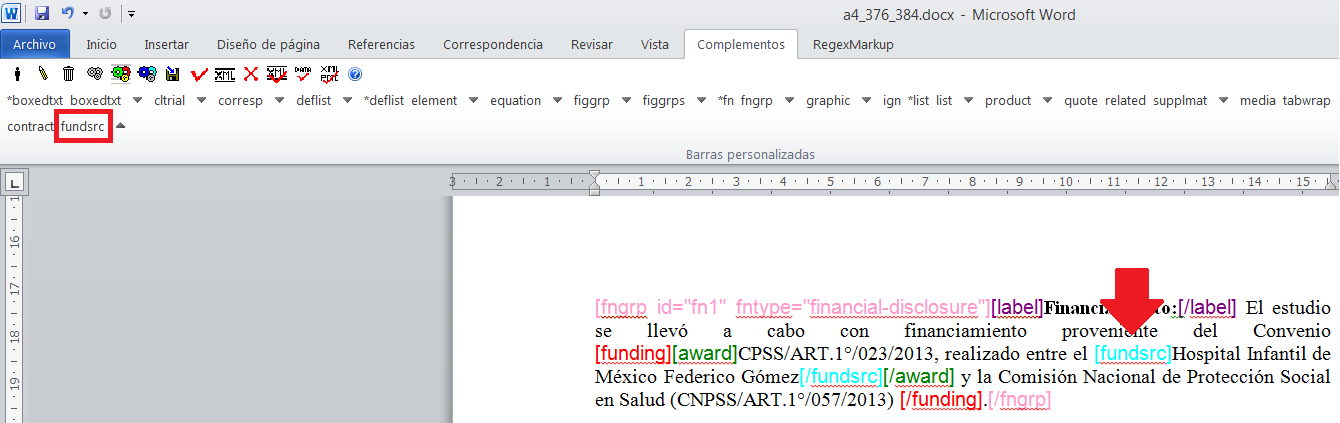 a4_376_384.docx - Microsoft Word
Archivo Inicio Insertar Diseño de página Referencias Correspondencia Revisar Vista Complementos RegexMarkup
*boxedtxt boxedtxt cltrial corresp deflist *deflist element equation figgrp figgrps *fn fngrp graphic ign *list list product quote related supplmat media tabwrap
contract fundsrc
Barras personalizadas
3 2 1 1 2 3 4 5 6 7 8 9 10 11 12 13 14 15
[fngrp id="fn1" fntype="financial-disclosure"][label]Financia to:[/label] El estudio
se llevó a cabo con financiamiento proveniente del Convenio
[funding][award]CPSS/ART.1°/023/2013, realizado entre el [fundsrc]Hospital Infantil de
México Federico Gómez[/fundsrc][/award] y la Comisión Nacional de Protección Social
en Salud (CNPSS/ART.1°/057/2013) [/funding].[/fngrp]
16
17
18
19